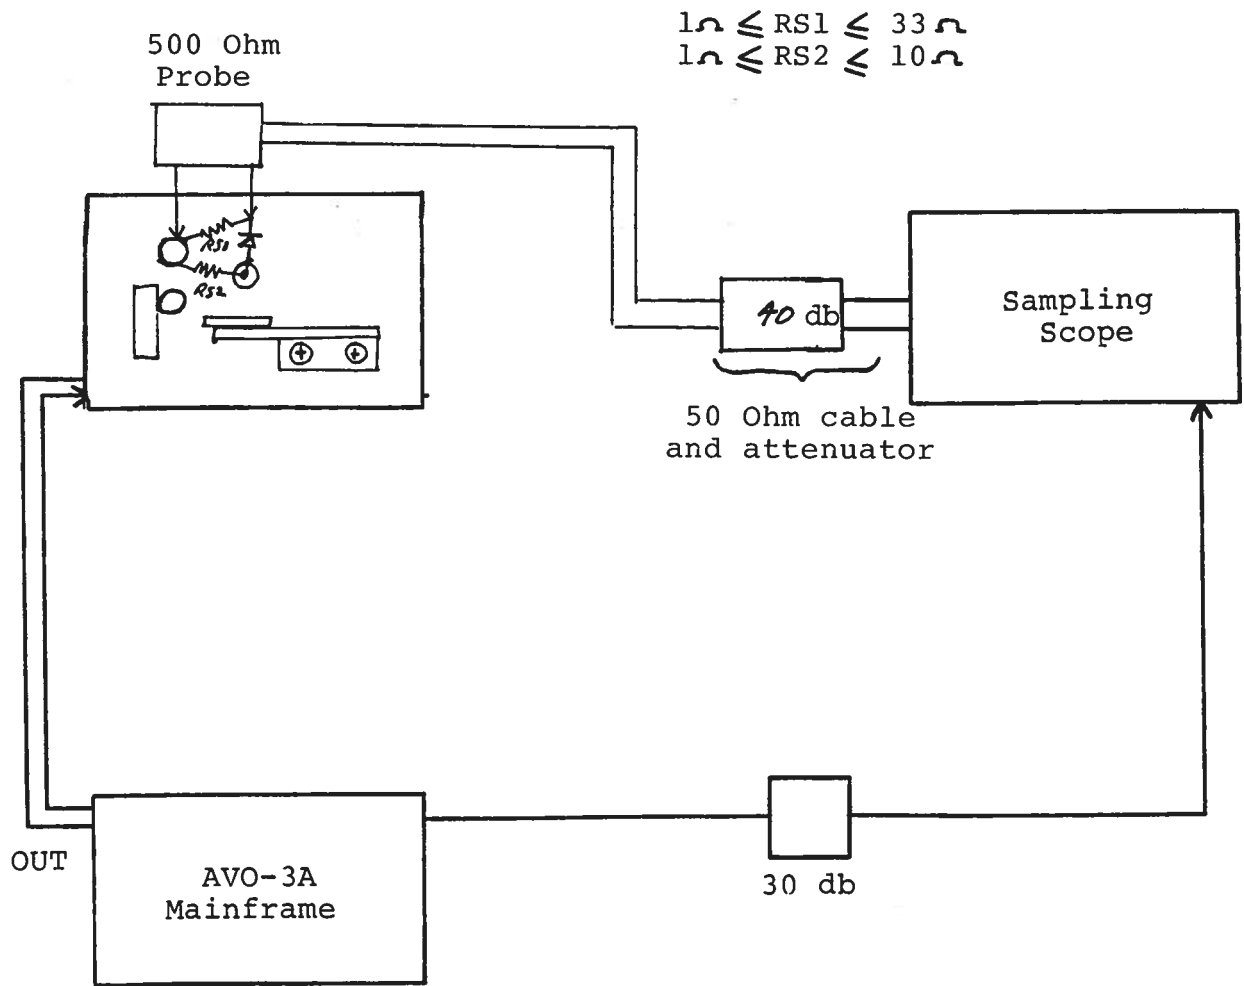 1Ω ≤ RS1 ≤ 33Ω
1Ω ≤ RS2 ≤ 10Ω
500 Ohm
Probe
RS1
RS2
40 db
Sampling
Scope
50 Ohm cable
and attenuator
OUT
AVO-3A
Mainframe
30 db